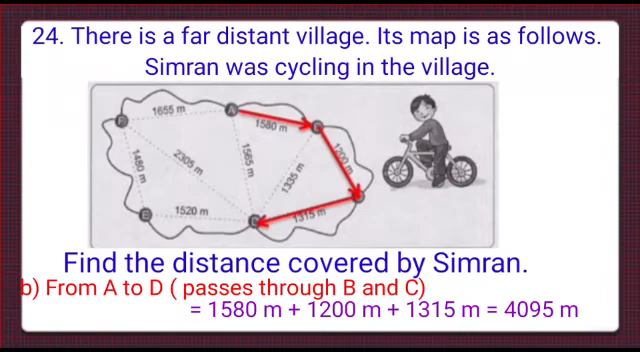 24. There is a far distant village. Its map is as follows.
Simran was cycling in the village.
1655 m
A
1580 m
1480 m
2305 m
1565 m
1335 m
1200 m
1520 m
1315 m
Find the distance covered by Simran.
b) From A to D ( passes through B and C)
= 1580 m + 1200 m + 1315 m = 4095 m